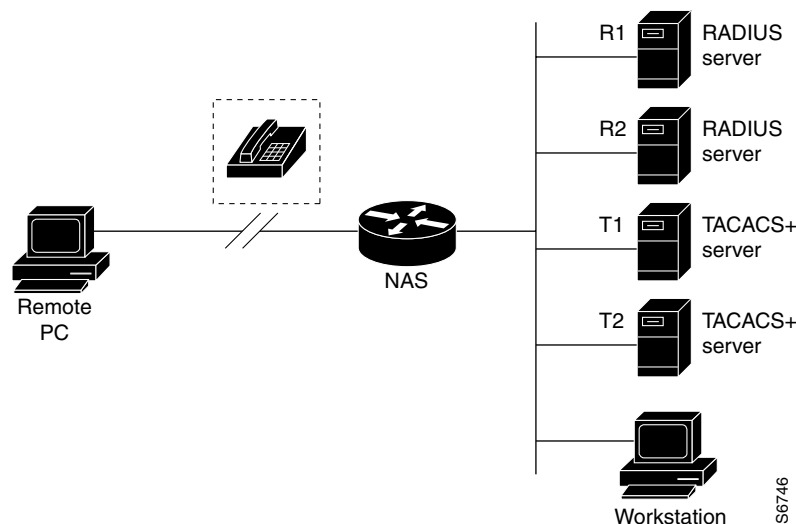 R1
RADIUS
server
R2
RADIUS
server
T1
TACACS+
server
NAS
Remote
PC
T2
TACACS+
server
Workstation
S6746